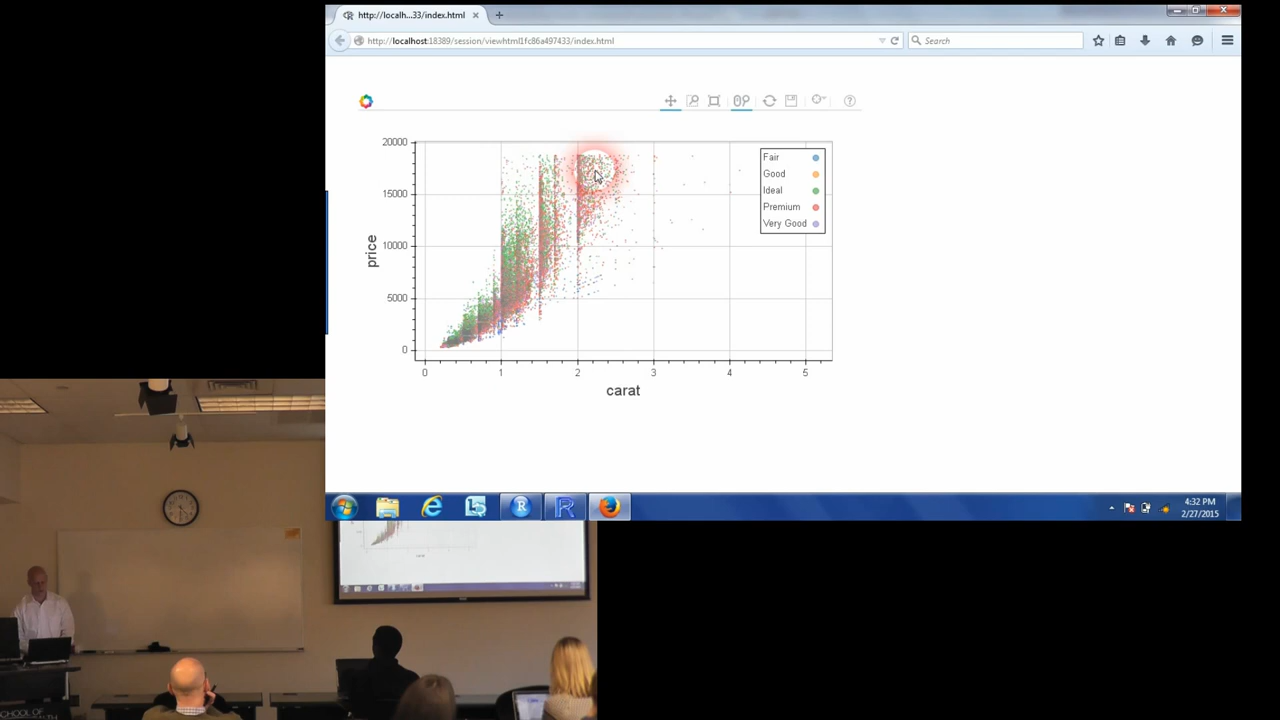 http://localh...33/index.html
http://localhost:18389/session/viewhtml1fc86a497433/index.html
Search
20000
15000
10000
5000
0
price
Fair
Good
Ideal
Premium
Very Good
0 1 2 3 4 5
carat
4:32 PM
2/27/2015
SCHOOL OF